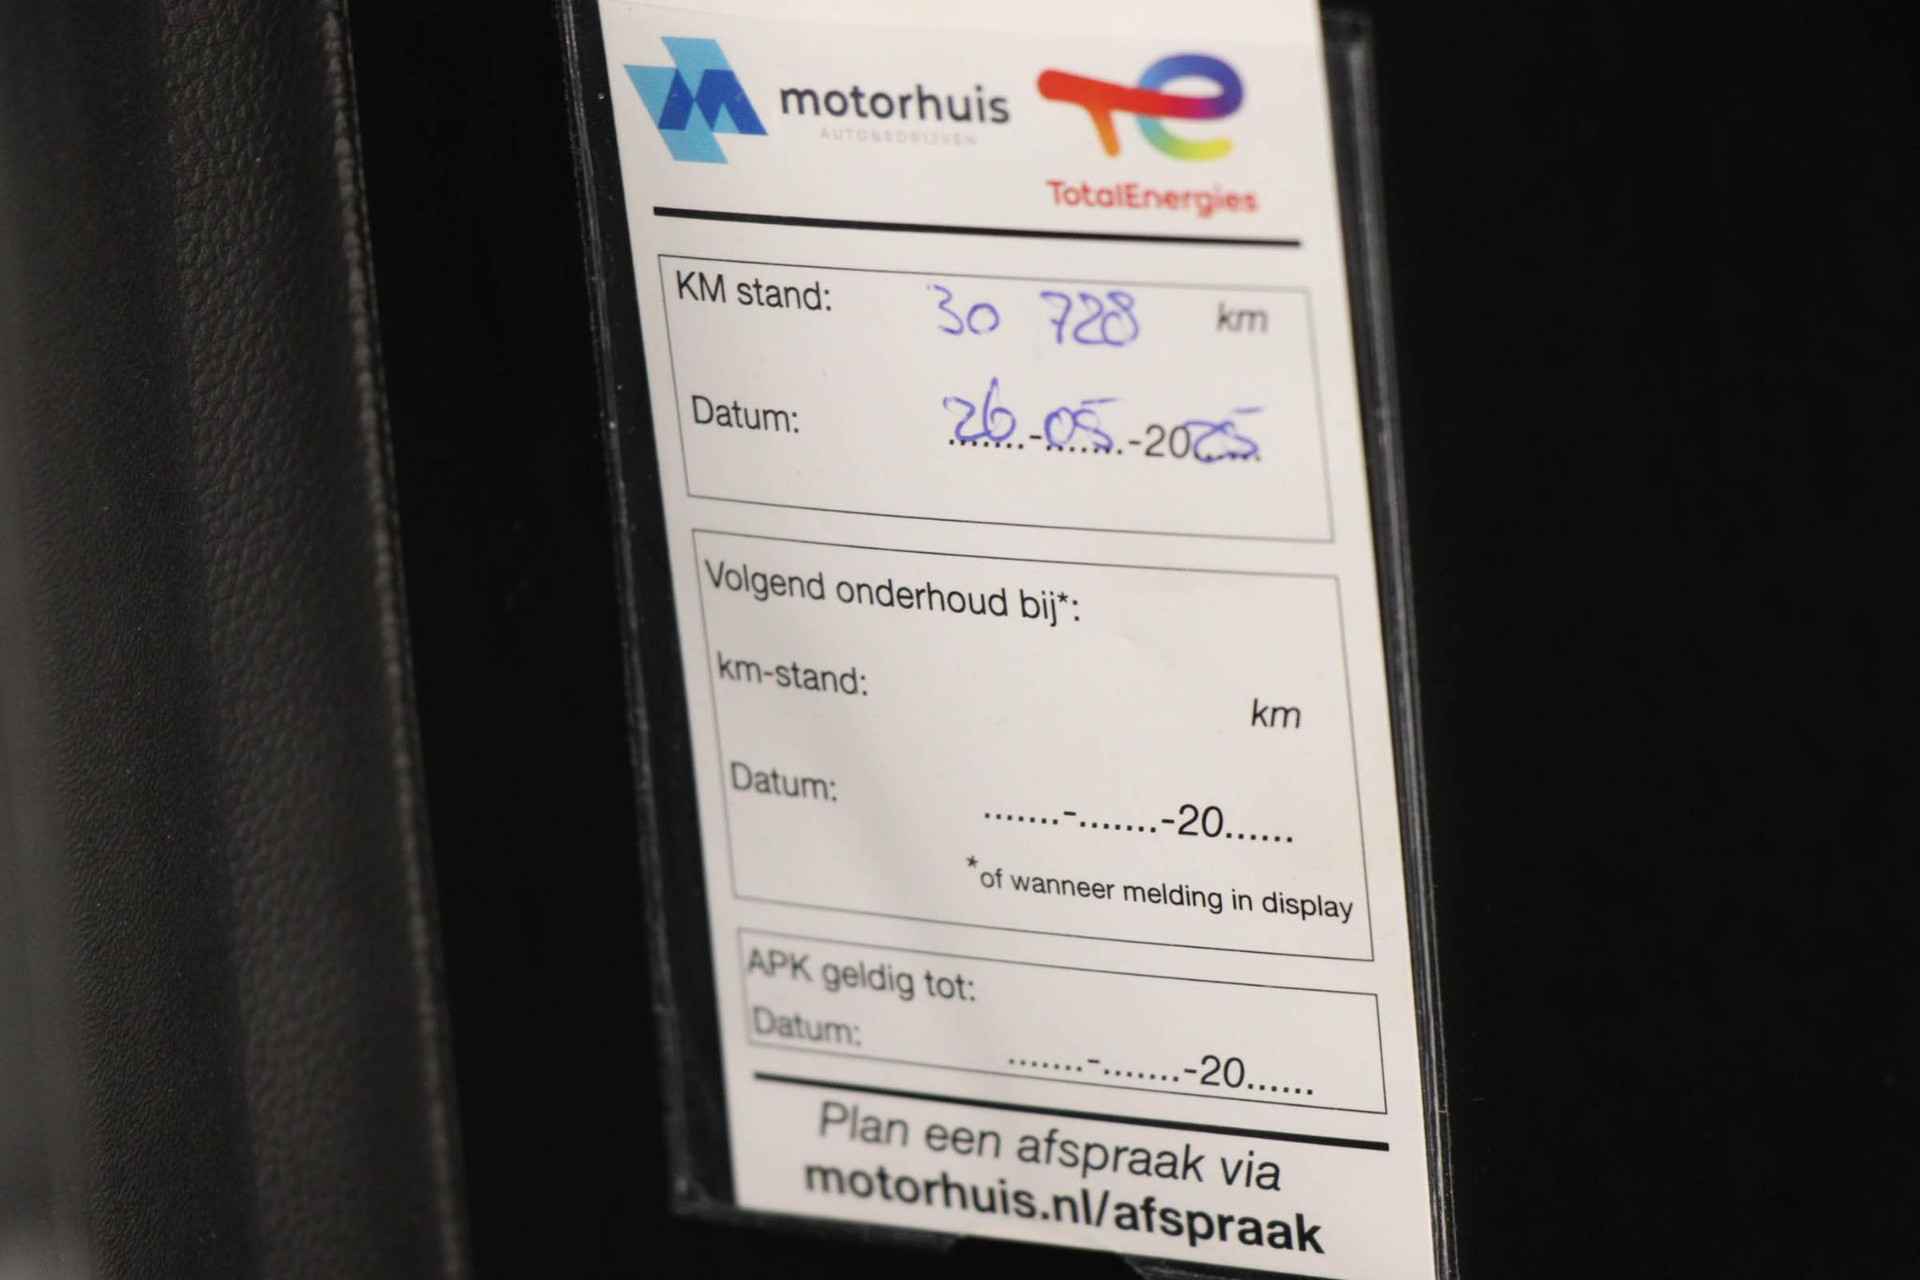 motorhuis
AUTOBEDRIJVEN
TotalEnergies
KM stand: 30 728 km
Datum: 26-05-2025
Volgend onderhoud bij*:
km-stand: km
Datum: .......-.......-20......
*of wanneer melding in display
APK geldig tot:
Datum: .......-.......-20......
Plan een afspraak via
motorhuis.nl/afspraak